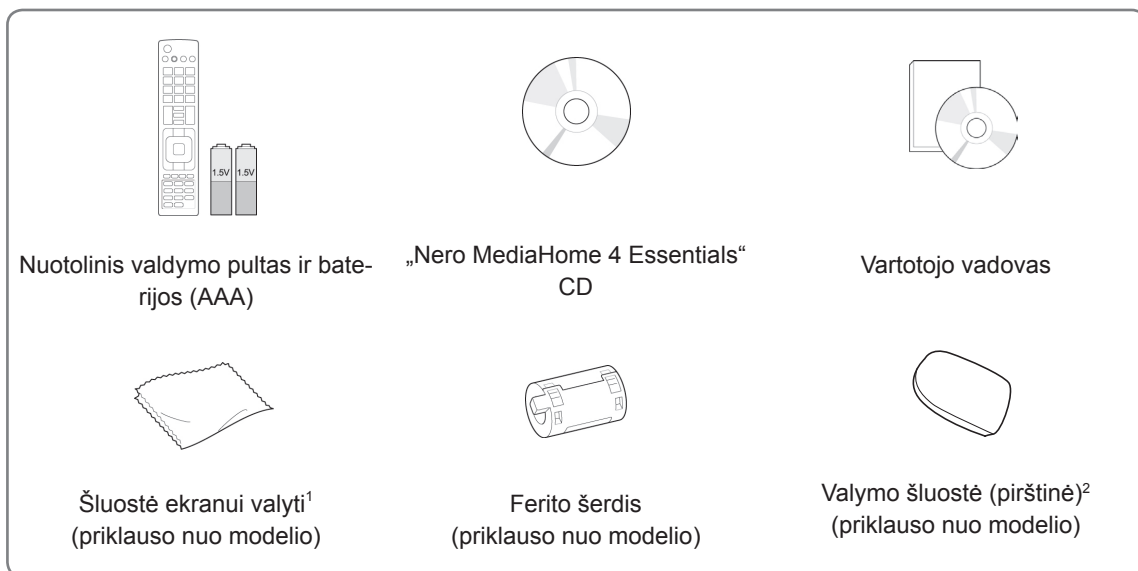 1.5V 1.5V
Nuotolinis valdymo pultas ir bate-
rijos (AAA)
„Nero MediaHome 4 Essentials“
CD
Vartotojo vadovas
Šluostė ekranui valyti¹
(priklauso nuo modelio)
Ferito šerdis
(priklauso nuo modelio)
Valymo šluostė (pirštinė)²
(priklauso nuo modelio)